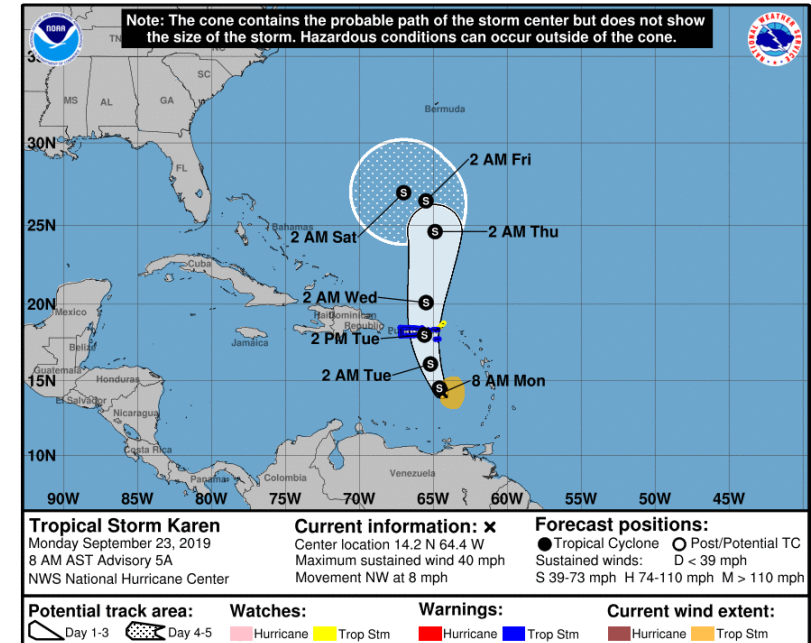 Note: The cone contains the probable path of the storm center but does not show
the size of the storm. Hazardous conditions can occur outside of the cone.
NOAA
NATIONAL WEATHER SERVICE
TN
SC
MS
AL
GA
FL
Bermuda
30N
2 AM Fri
25N
Bahamas
2 AM Sat
2 AM Thu
Cuba
20N
2 AM Wed
Mexico
Haiti
Dominican
Republic
Jamaica
2 PM Tue
Belize
2 AM Tue
8 AM Mon
15N
Guatemala
Honduras
El Salvador
Nicaragua
Costa Rica
10N
Panama
Colombia
Venezuela
90W 85W 80W 75W 70W 65W 60W 55W 50W 45W
S
S
S
S
S
S
S
Tropical Storm Karen
Monday September 23, 2019
8 AM AST Advisory 5A
NWS National Hurricane Center
Current information: x
Center location 14.2 N 64.4 W
Maximum sustained wind 40 mph
Movement NW at 8 mph
Forecast positions:
Tropical Cyclone Post/Potential TC
Sustained winds: D < 39 mph
S 39-73 mph H 74-110 mph M > 110 mph
Potential track area:
Day 1-3 Day 4-5
Watches:
Hurricane Trop Stm
Warnings:
Hurricane Trop Stm
Current wind extent:
Hurricane Trop Stm